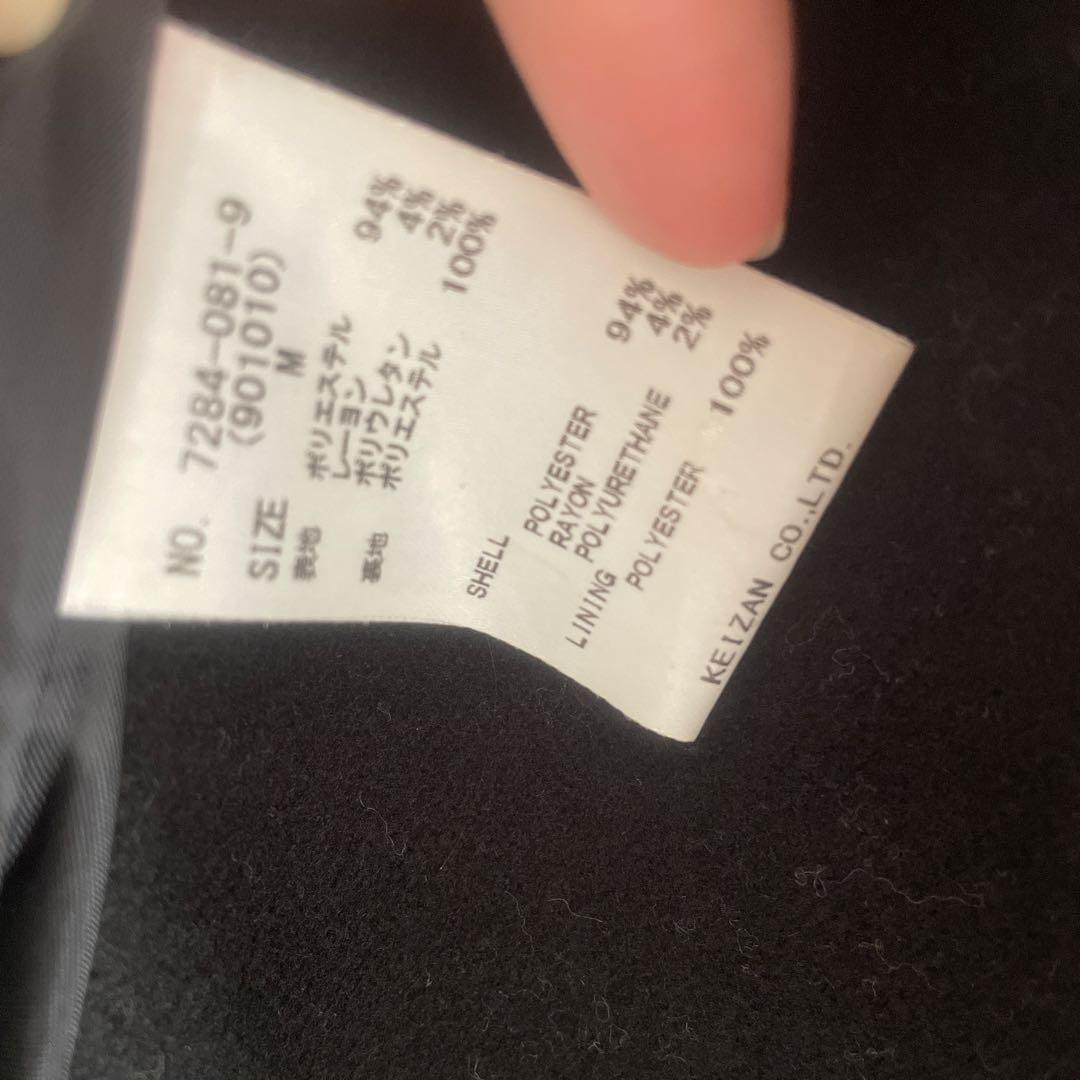 NO. 7284-081-9
(901010)
SIZE M
表地 ポリエステル 94%
レーヨン 4%
ポリウレタン 2%
裏地 ポリエステル 100%
SHELL
POLYESTER 94%
RAYON 4%
POLYURETHANE 2%
LINING
POLYESTER 100%
KEIZAN CO.,LTD.